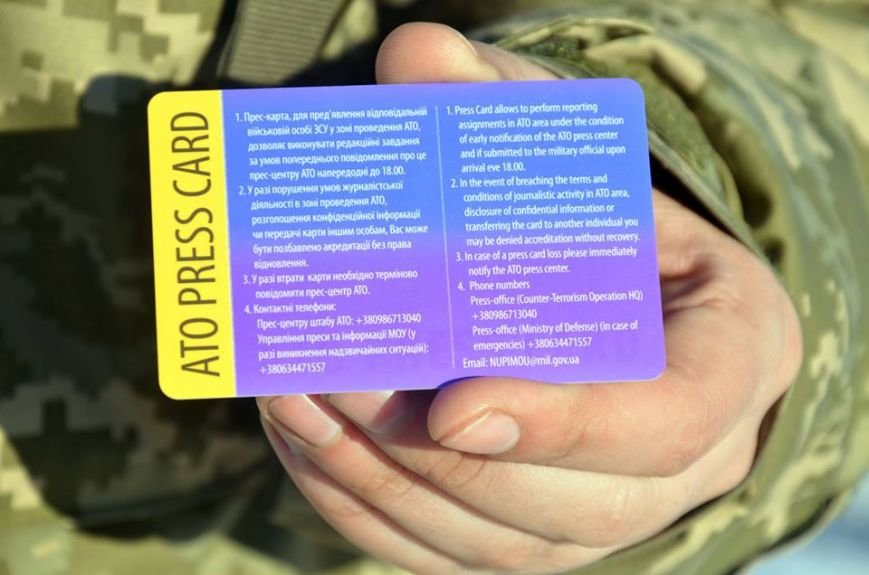 ATO PRESS CARD
1. Прес-карта, для пред'явлення відповідальній
військовій особі ЗСУ у зоні проведення АТО,
дозволяє виконувати редакційні завдання
за умов попереднього повідомлення про це
прес-центру АТО напередодні до 18.00.
2. У разі порушення умов журналістської
діяльності в зоні проведення АТО,
розголошення конфіденційної інформації
чи передачі карти іншим особам, Вас може
бути позбавлено акредитації без права
відновлення.
3. У разі втрати карти необхідно терміново
повідомити прес-центр АТО.
4. Контактні телефони:
Прес-центру штабу АТО: +380986713040
Управління преси та інформації МОУ (у
разі виникнення надзвичайних ситуацій):
+380634471557
1. Press Card allows to perform reporting
assignments in ATO area under the condition
of early notification of the ATO press center
and if submitted to the military official upon
arrival eve 18.00.
2. In the event of breaching the terms and
conditions of journalistic activity in ATO area,
disclosure of confidential information or
transferring the card to another individual you
may be denied accreditation without recovery.
3. In case of a press card loss please immediately
notify the ATO press center.
4. Phone numbers
Press-office (Counter-Terrorism Operation HQ)
+380986713040
Press-office (Ministry of Defense) (in case of
emergencies) +380634471557
Email: NUPIMOU@mil.gov.ua